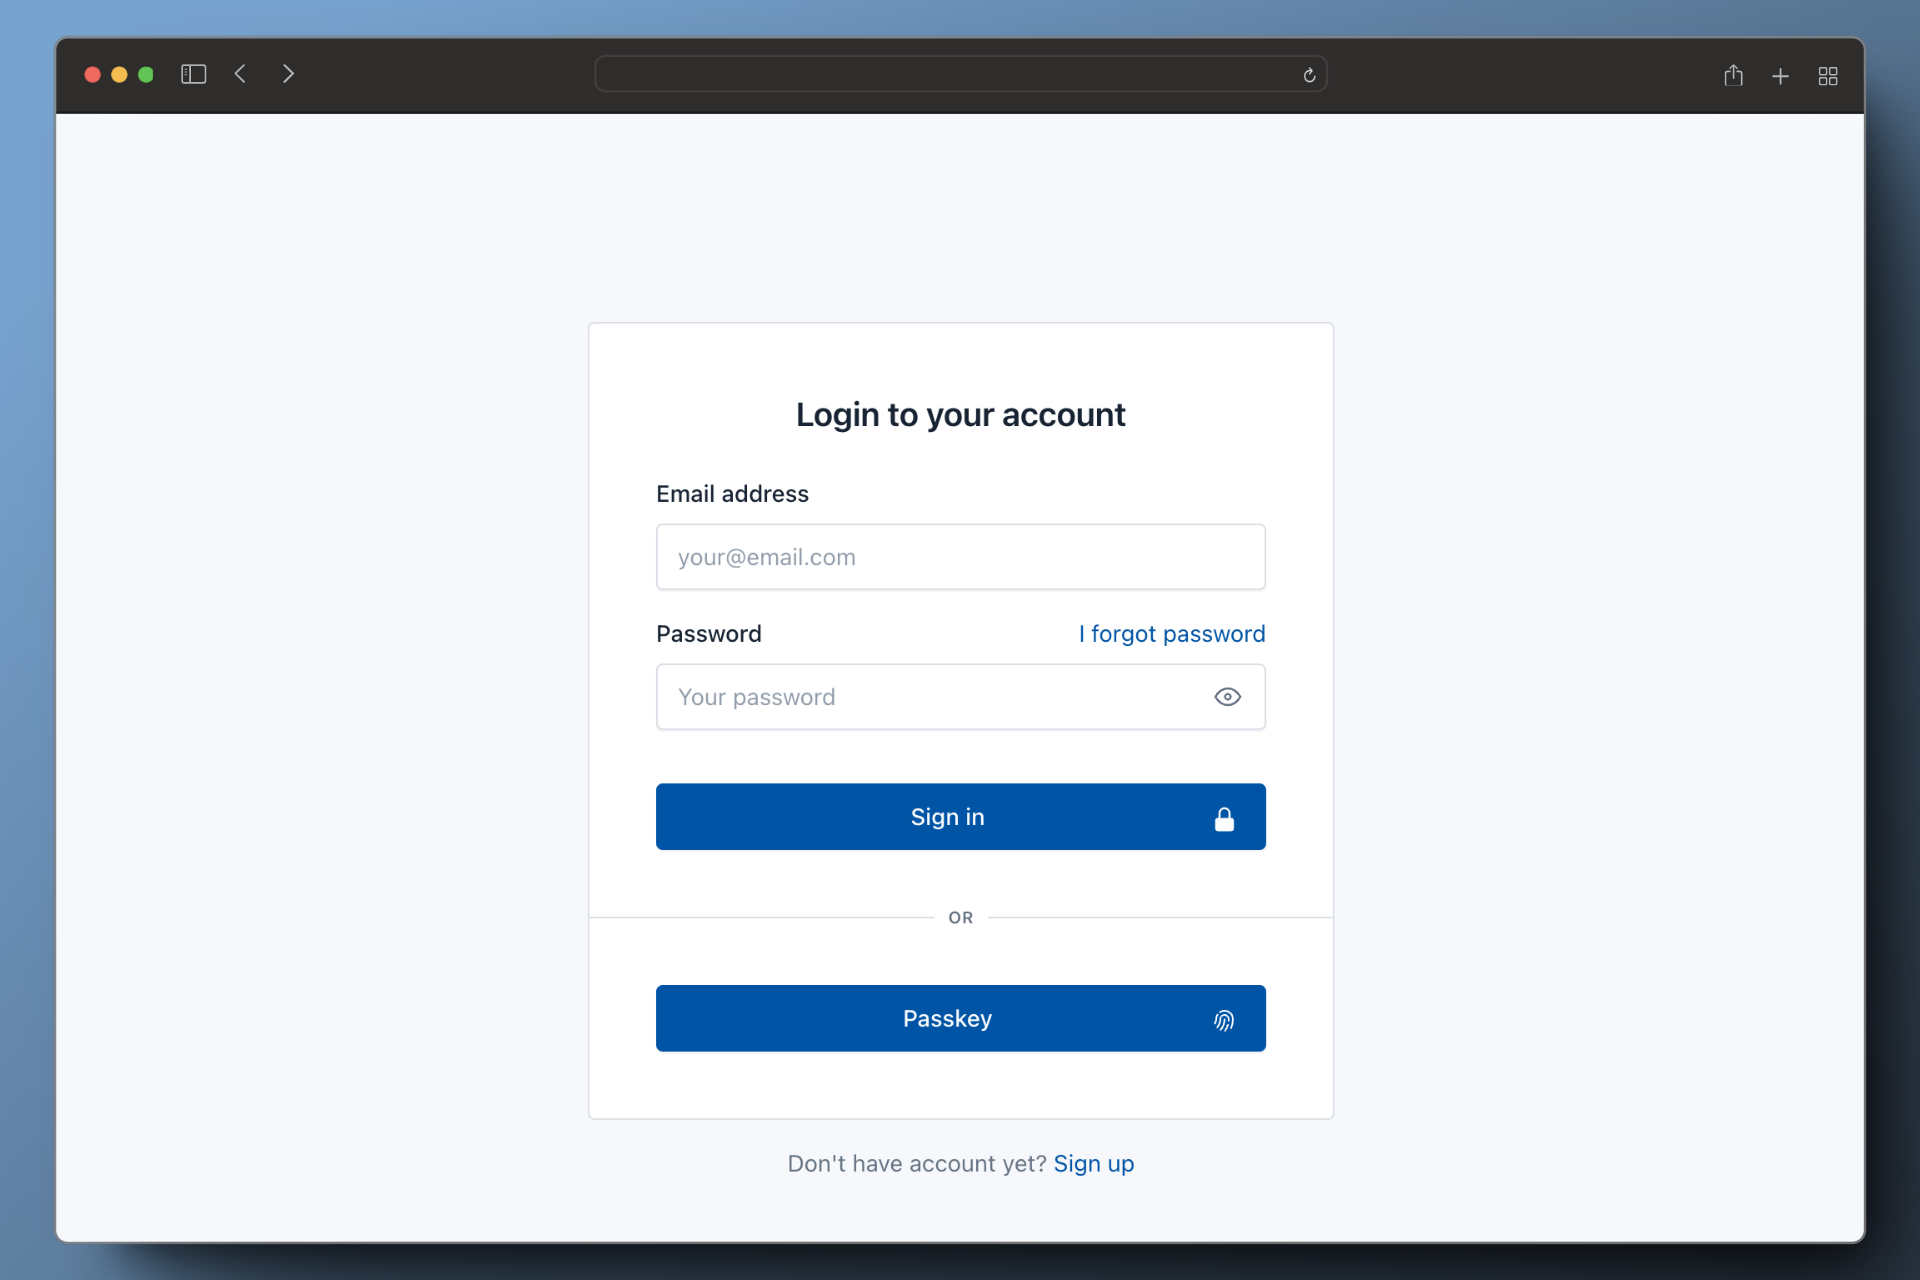 Login to your account
Email address
your@email.com
Password I forgot password
Your password
Sign in
OR
Passkey
Don't have account yet? Sign up